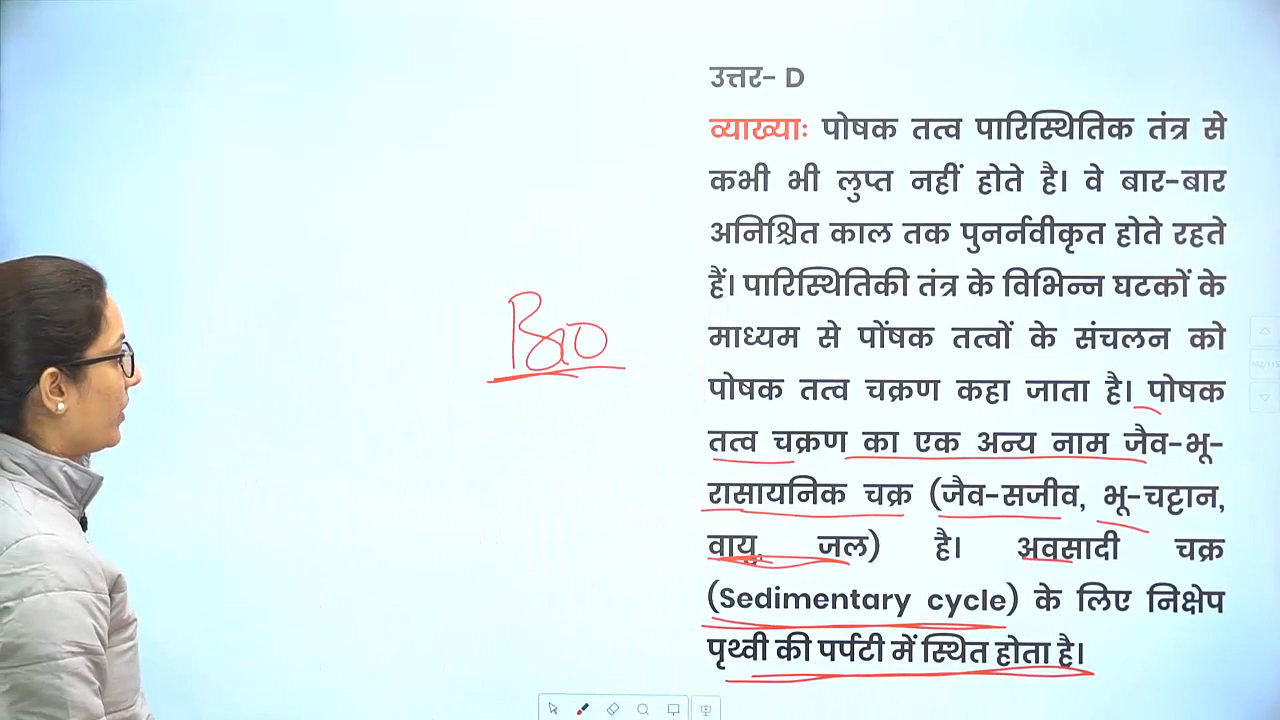 उत्तर- D
व्याख्याः पोषक तत्व पारिस्थितिक तंत्र से
कभी भी लुप्त नहीं होते है। वे बार-बार
अनिश्चित काल तक पुनर्नवीकृत होते रहते
हैं। पारिस्थितिकी तंत्र के विभिन्न घटकों के
माध्यम से पोंषक तत्वों के संचलन को
पोषक तत्व चक्रण कहा जाता है। पोषक
तत्व चक्रण का एक अन्य नाम जैव-भू-
रासायनिक चक्र (जैव-सजीव, भू-चट्टान,
वायु, जल) है। अवसादी चक्र
(Sedimentary cycle) के लिए निक्षेप
पृथ्वी की पर्पटी में स्थित होता है।
Bio